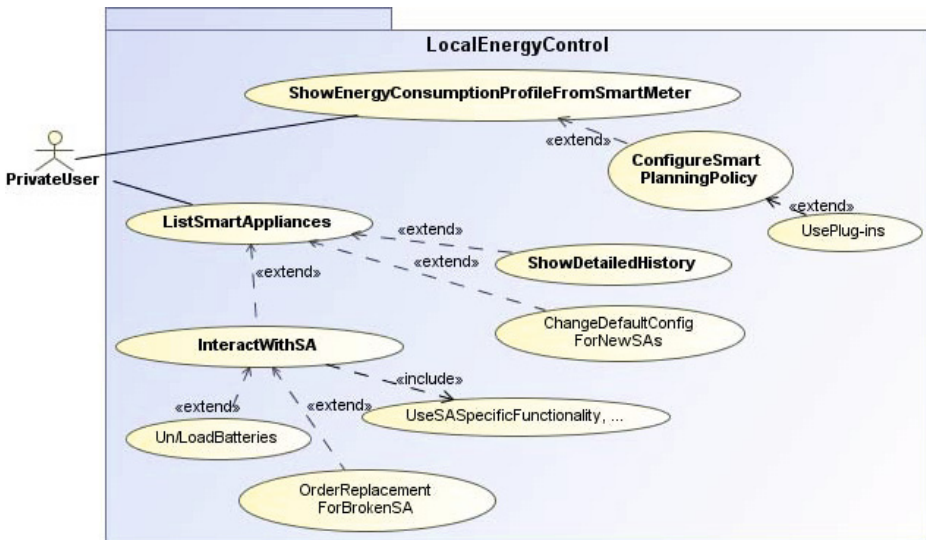 LocalEnergyControl
ShowEnergyConsumptionProfileFromSmartMeter
PrivateUser
«extend»
ConfigureSmart
PlanningPolicy
«extend»
UsePlug-ins
ListSmartAppliances
«extend»
ShowDetailedHistory
«extend»
«extend»
ChangeDefaultConfig
ForNewSAs
InteractWithSA
«include»
«extend»
«extend»
UseSASpecificFunctionality, ...
Un/LoadBatteries
OrderReplacement
ForBrokenSA